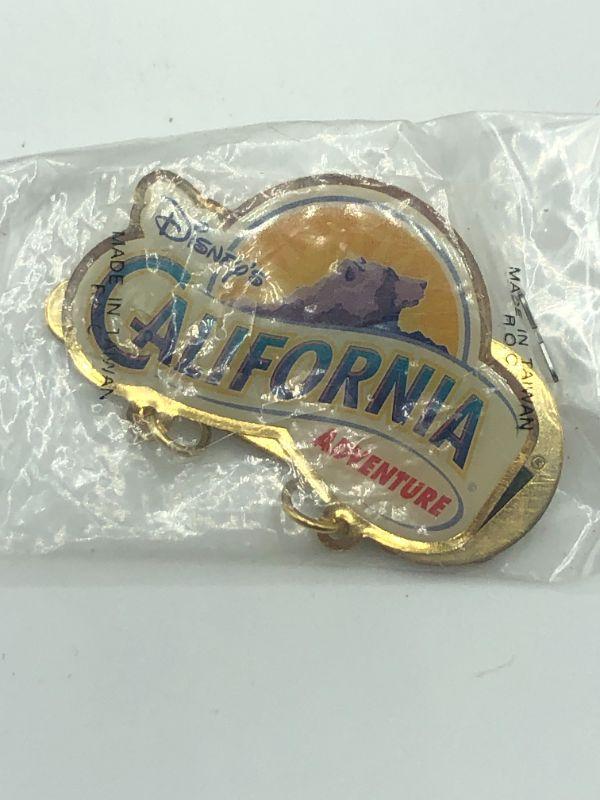 DISNEY'S
CALIFORNIA
ADVENTURE
©
MADE IN TAIWAN
MADE IN TAIWAN
R.O.C.
©